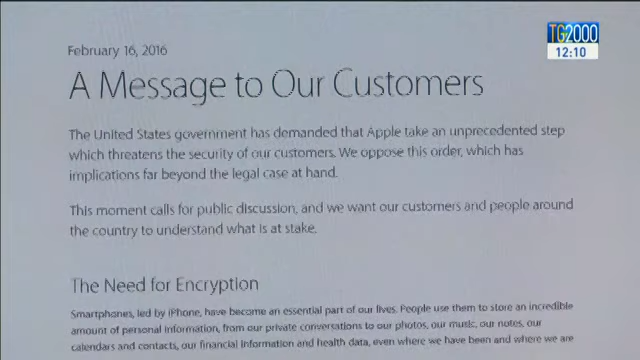 February 16, 2016
TG2000
12:10
A Message to Our Customers
The United States government has demanded that Apple take an unprecedented step
which threatens the security of our customers. We oppose this order, which has
implications far beyond the legal case at hand.
This moment calls for public discussion, and we want our customers and people around
the country to understand what is at stake.
The Need for Encryption
Smartphones, led by iPhone, have become an essential part of our lives. People use them to store an incredible
amount of personal information, from our private conversations to our photos, our music, our notes, our
calendars and contacts, our financial information and health data, even where we have been and where we are